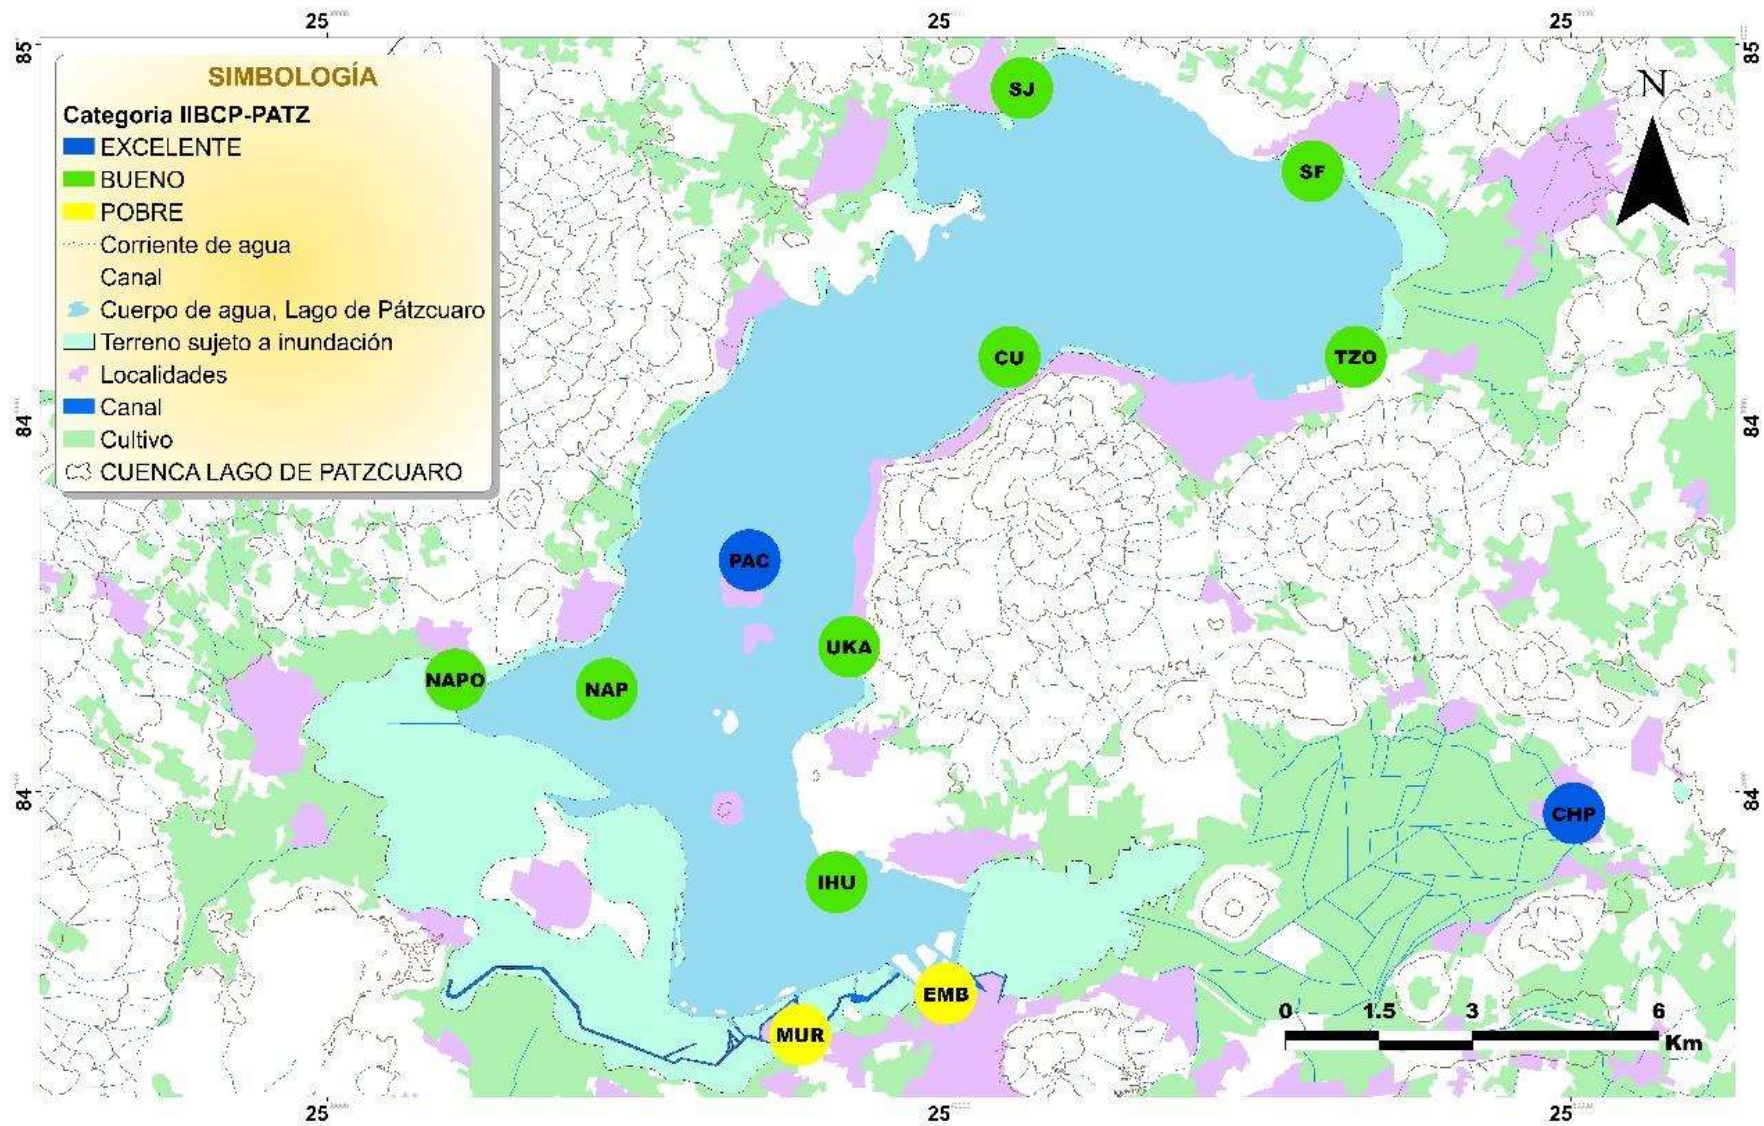 25 25 25
85 85
SIMBOLOGÍA
Categoria IIBCP-PATZ
EXCELENTE
BUENO
POBRE
Corriente de agua
Canal
Cuerpo de agua, Lago de Pátzcuaro
Terreno sujeto a inundación
Localidades
Canal
Cultivo
CUENCA LAGO DE PATZCUARO
N
SJ
SF
CU
TZO
84 84
PAC
UKA
NAPO
NAP
84 84
CHP
IHU
EMB
MUR
0 1.5 3 6
Km
25 25 25